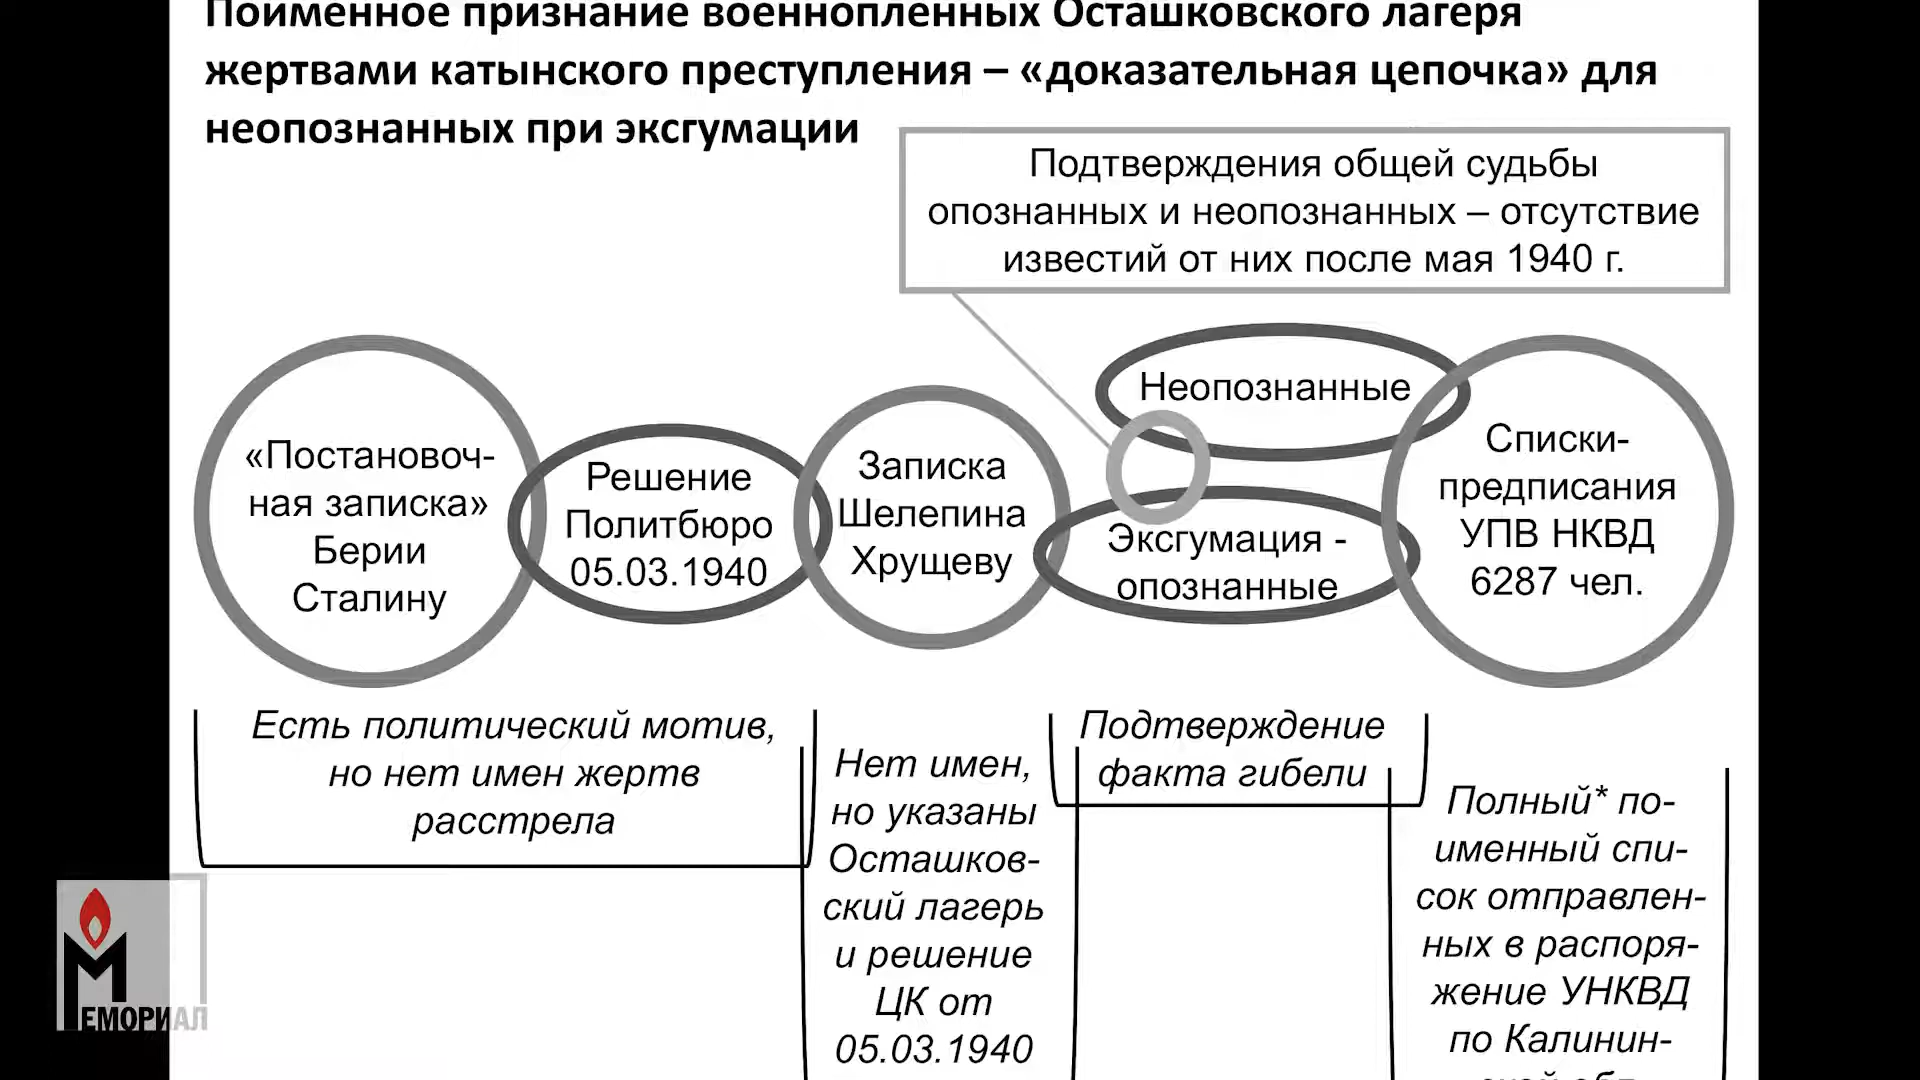 Поименное признание военнопленных Осташковского лагеря
жертвами катынского преступления – «доказательная цепочка» для
неопознанных при эксгумации
Подтверждения общей судьбы
опознанных и неопознанных – отсутствие
известий от них после мая 1940 г.
«Постановоч-
ная записка»
Берии
Сталину
Решение
Политбюро
05.03.1940
Записка
Шелепина
Хрущеву
Неопознанные
Эксгумация -
опознанные
Списки-
предписания
УПВ НКВД
6287 чел.
Есть политический мотив,
но нет имен жертв
расстрела
Нет имен,
но указаны
Осташков-
ский лагерь
и решение
ЦК от
05.03.1940
Подтверждение
факта гибели
Полный* по-
именный спи-
сок отправлен-
ных в распоря-
жение УНКВД
по Калинин-
ской обл
МЕМОРИАЛ